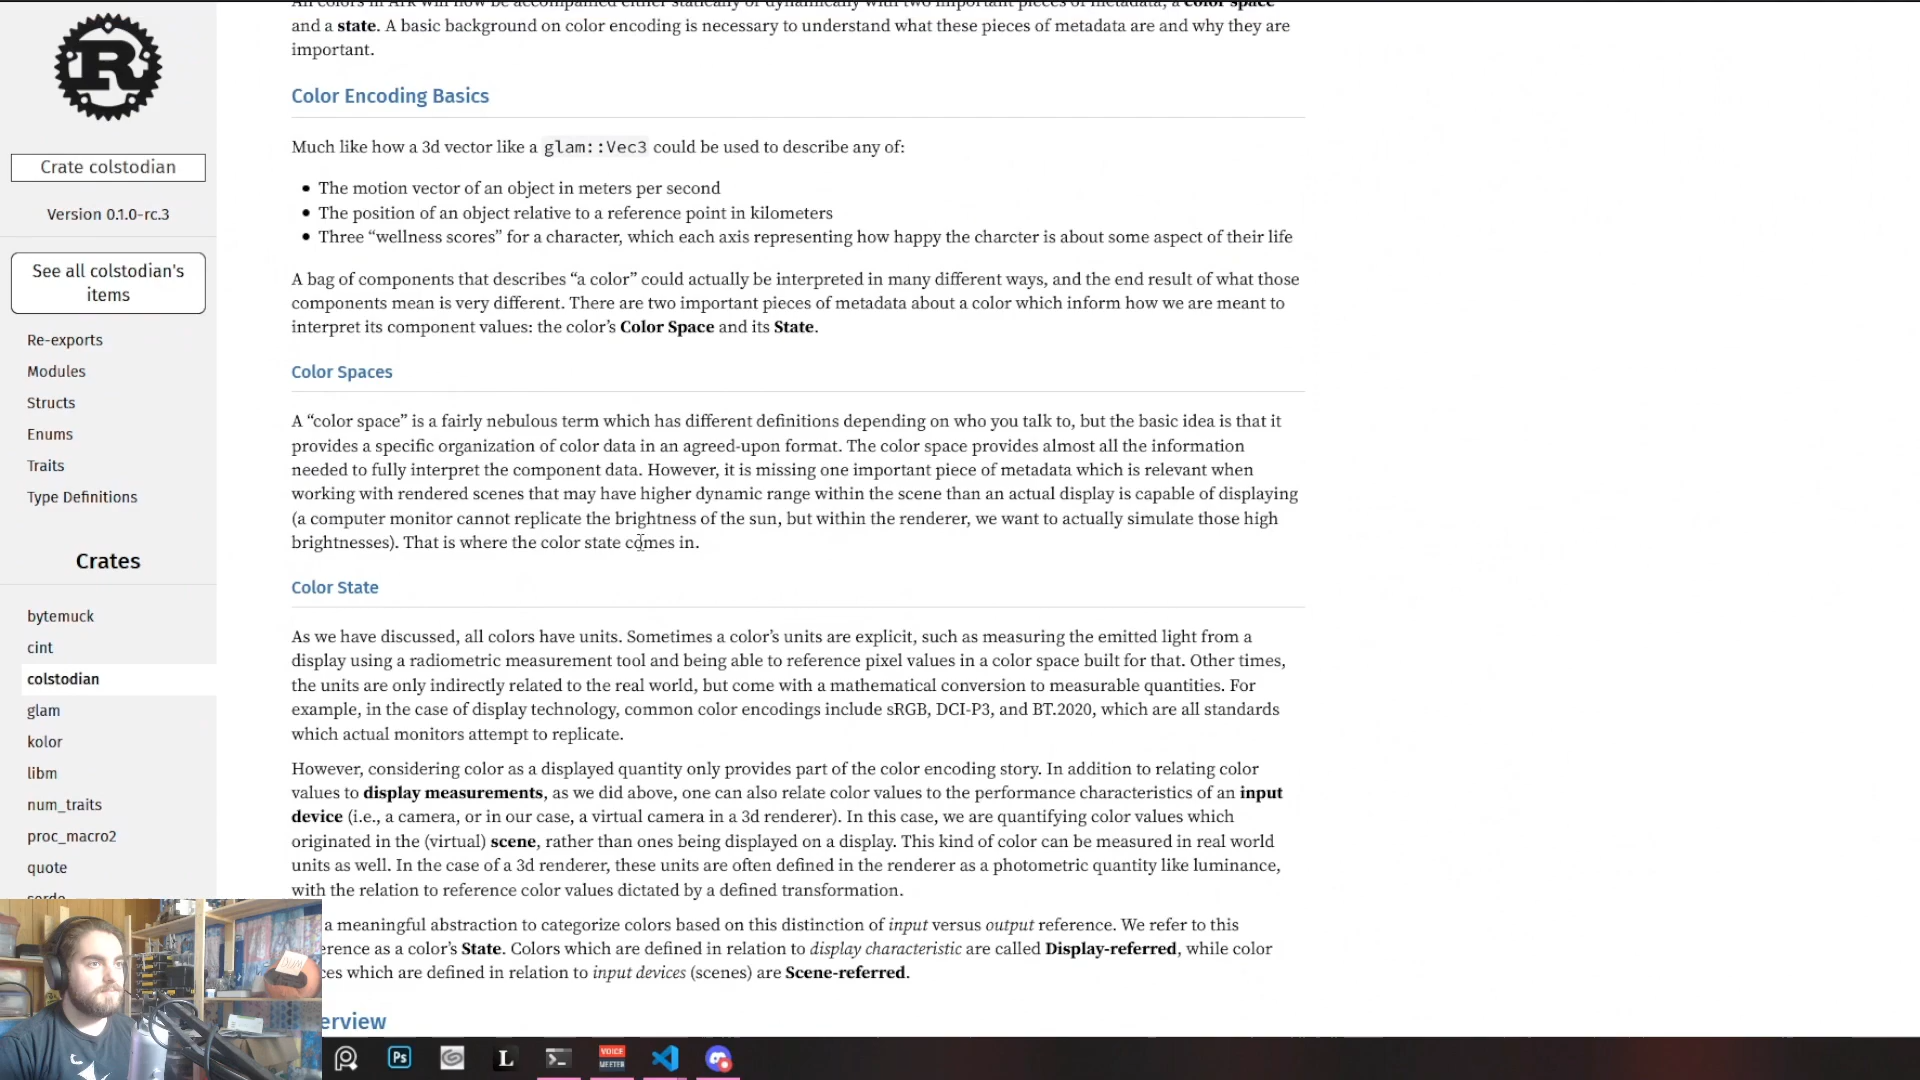 and a state. A basic background on color encoding is necessary to understand what these pieces of metadata are and why they are
important.
Color Encoding Basics
Much like how a 3d vector like a glam::Vec3 could be used to describe any of:
The motion vector of an object in meters per second
The position of an object relative to a reference point in kilometers
Three “wellness scores” for a character, which each axis representing how happy the charcter is about some aspect of their life
A bag of components that describes “a color” could actually be interpreted in many different ways, and the end result of what those
components mean is very different. There are two important pieces of metadata about a color which inform how we are meant to
interpret its component values: the color’s Color Space and its State.
Color Spaces
A “color space” is a fairly nebulous term which has different definitions depending on who you talk to, but the basic idea is that it
provides a specific organization of color data in an agreed-upon format. The color space provides almost all the information
needed to fully interpret the component data. However, it is missing one important piece of metadata which is relevant when
working with rendered scenes that may have higher dynamic range within the scene than an actual display is capable of displaying
(a computer monitor cannot replicate the brightness of the sun, but within the renderer, we want to actually simulate those high
brightnesses). That is where the color state comes in.
Color State
As we have discussed, all colors have units. Sometimes a color’s units are explicit, such as measuring the emitted light from a
display using a radiometric measurement tool and being able to reference pixel values in a color space built for that. Other times,
the units are only indirectly related to the real world, but come with a mathematical conversion to measurable quantities. For
example, in the case of display technology, common color encodings include sRGB, DCI-P3, and BT.2020, which are all standards
which actual monitors attempt to replicate.
However, considering color as a displayed quantity only provides part of the color encoding story. In addition to relating color
values to display measurements, as we did above, one can also relate color values to the performance characteristics of an input
device (i.e., a camera, or in our case, a virtual camera in a 3d renderer). In this case, we are quantifying color values which
originated in the (virtual) scene, rather than ones being displayed on a display. This kind of color can be measured in real world
units as well. In the case of a 3d renderer, these units are often defined in the renderer as a photometric quantity like luminance,
with the relation to reference color values dictated by a defined transformation.
a meaningful abstraction to categorize colors based on this distinction of input versus output reference. We refer to this
erence as a color’s State. Colors which are defined in relation to display characteristic are called Display-referred, while color
ces which are defined in relation to input devices (scenes) are Scene-referred.
erview
R
Crate colstodian
Version 0.1.0-rc.3
See all colstodian's
items
Re-exports
Modules
Structs
Enums
Traits
Type Definitions
Crates
bytemuck
cint
colstodian
glam
kolor
libm
num_traits
proc_macro2
quote
Ps
L
VOICE
MEETER